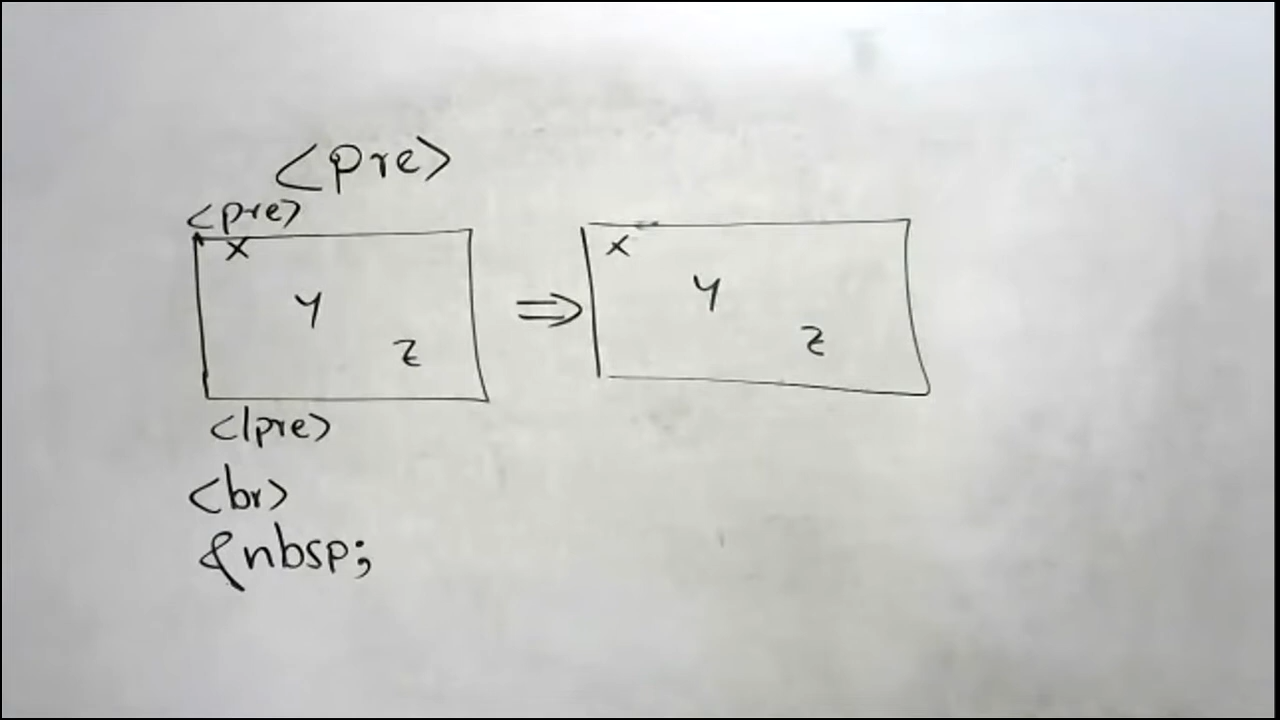 <pre>
<pre>
x
y
z
</pre>
⇒
x
y
z
<br>
&nbsp;